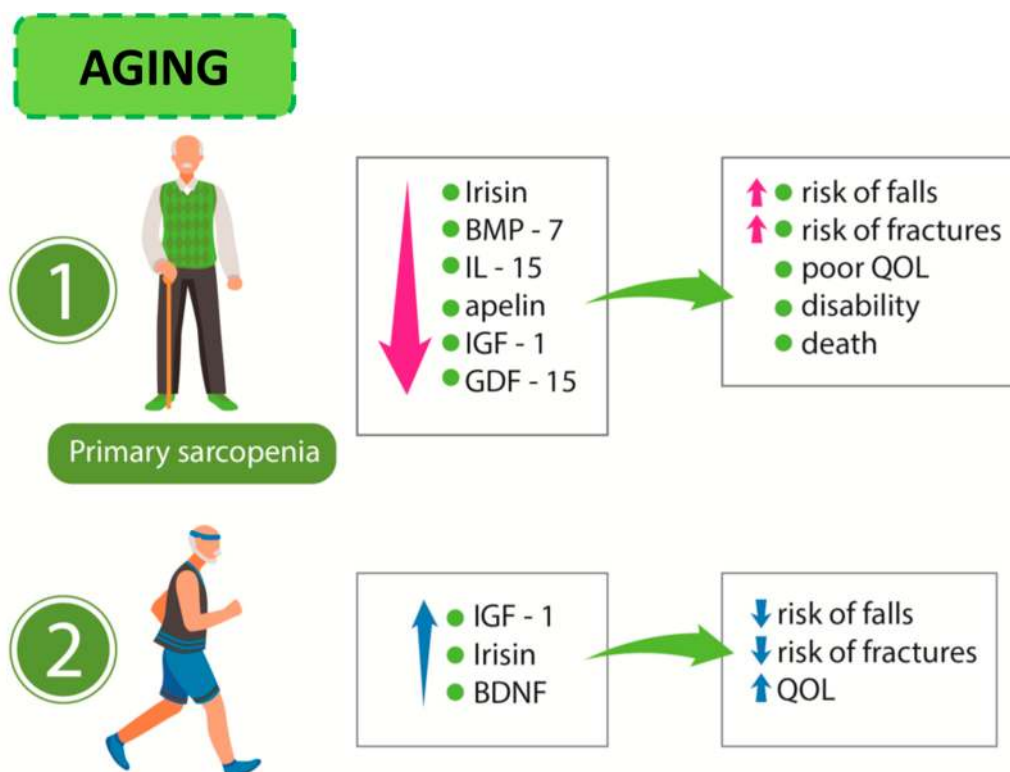 AGING
1
Primary sarcopenia
Irisin
BMP - 7
IL - 15
apelin
IGF - 1
GDF - 15
risk of falls
risk of fractures
poor QOL
disability
death
2
IGF - 1
Irisin
BDNF
risk of falls
risk of fractures
QOL